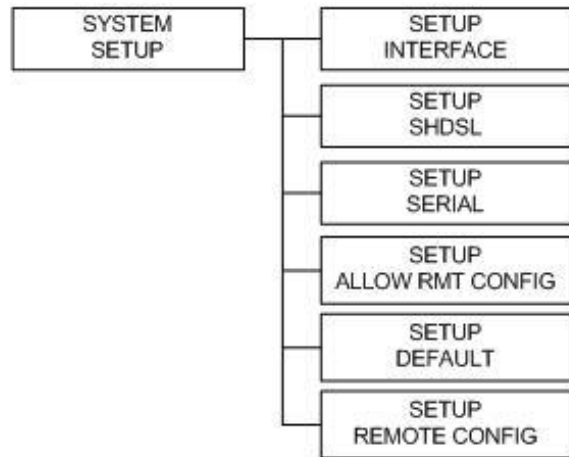 SYSTEM
SETUP
SETUP
INTERFACE
SETUP
SHDSL
SETUP
SERIAL
SETUP
ALLOW RMT CONFIG
SETUP
DEFAULT
SETUP
REMOTE CONFIG